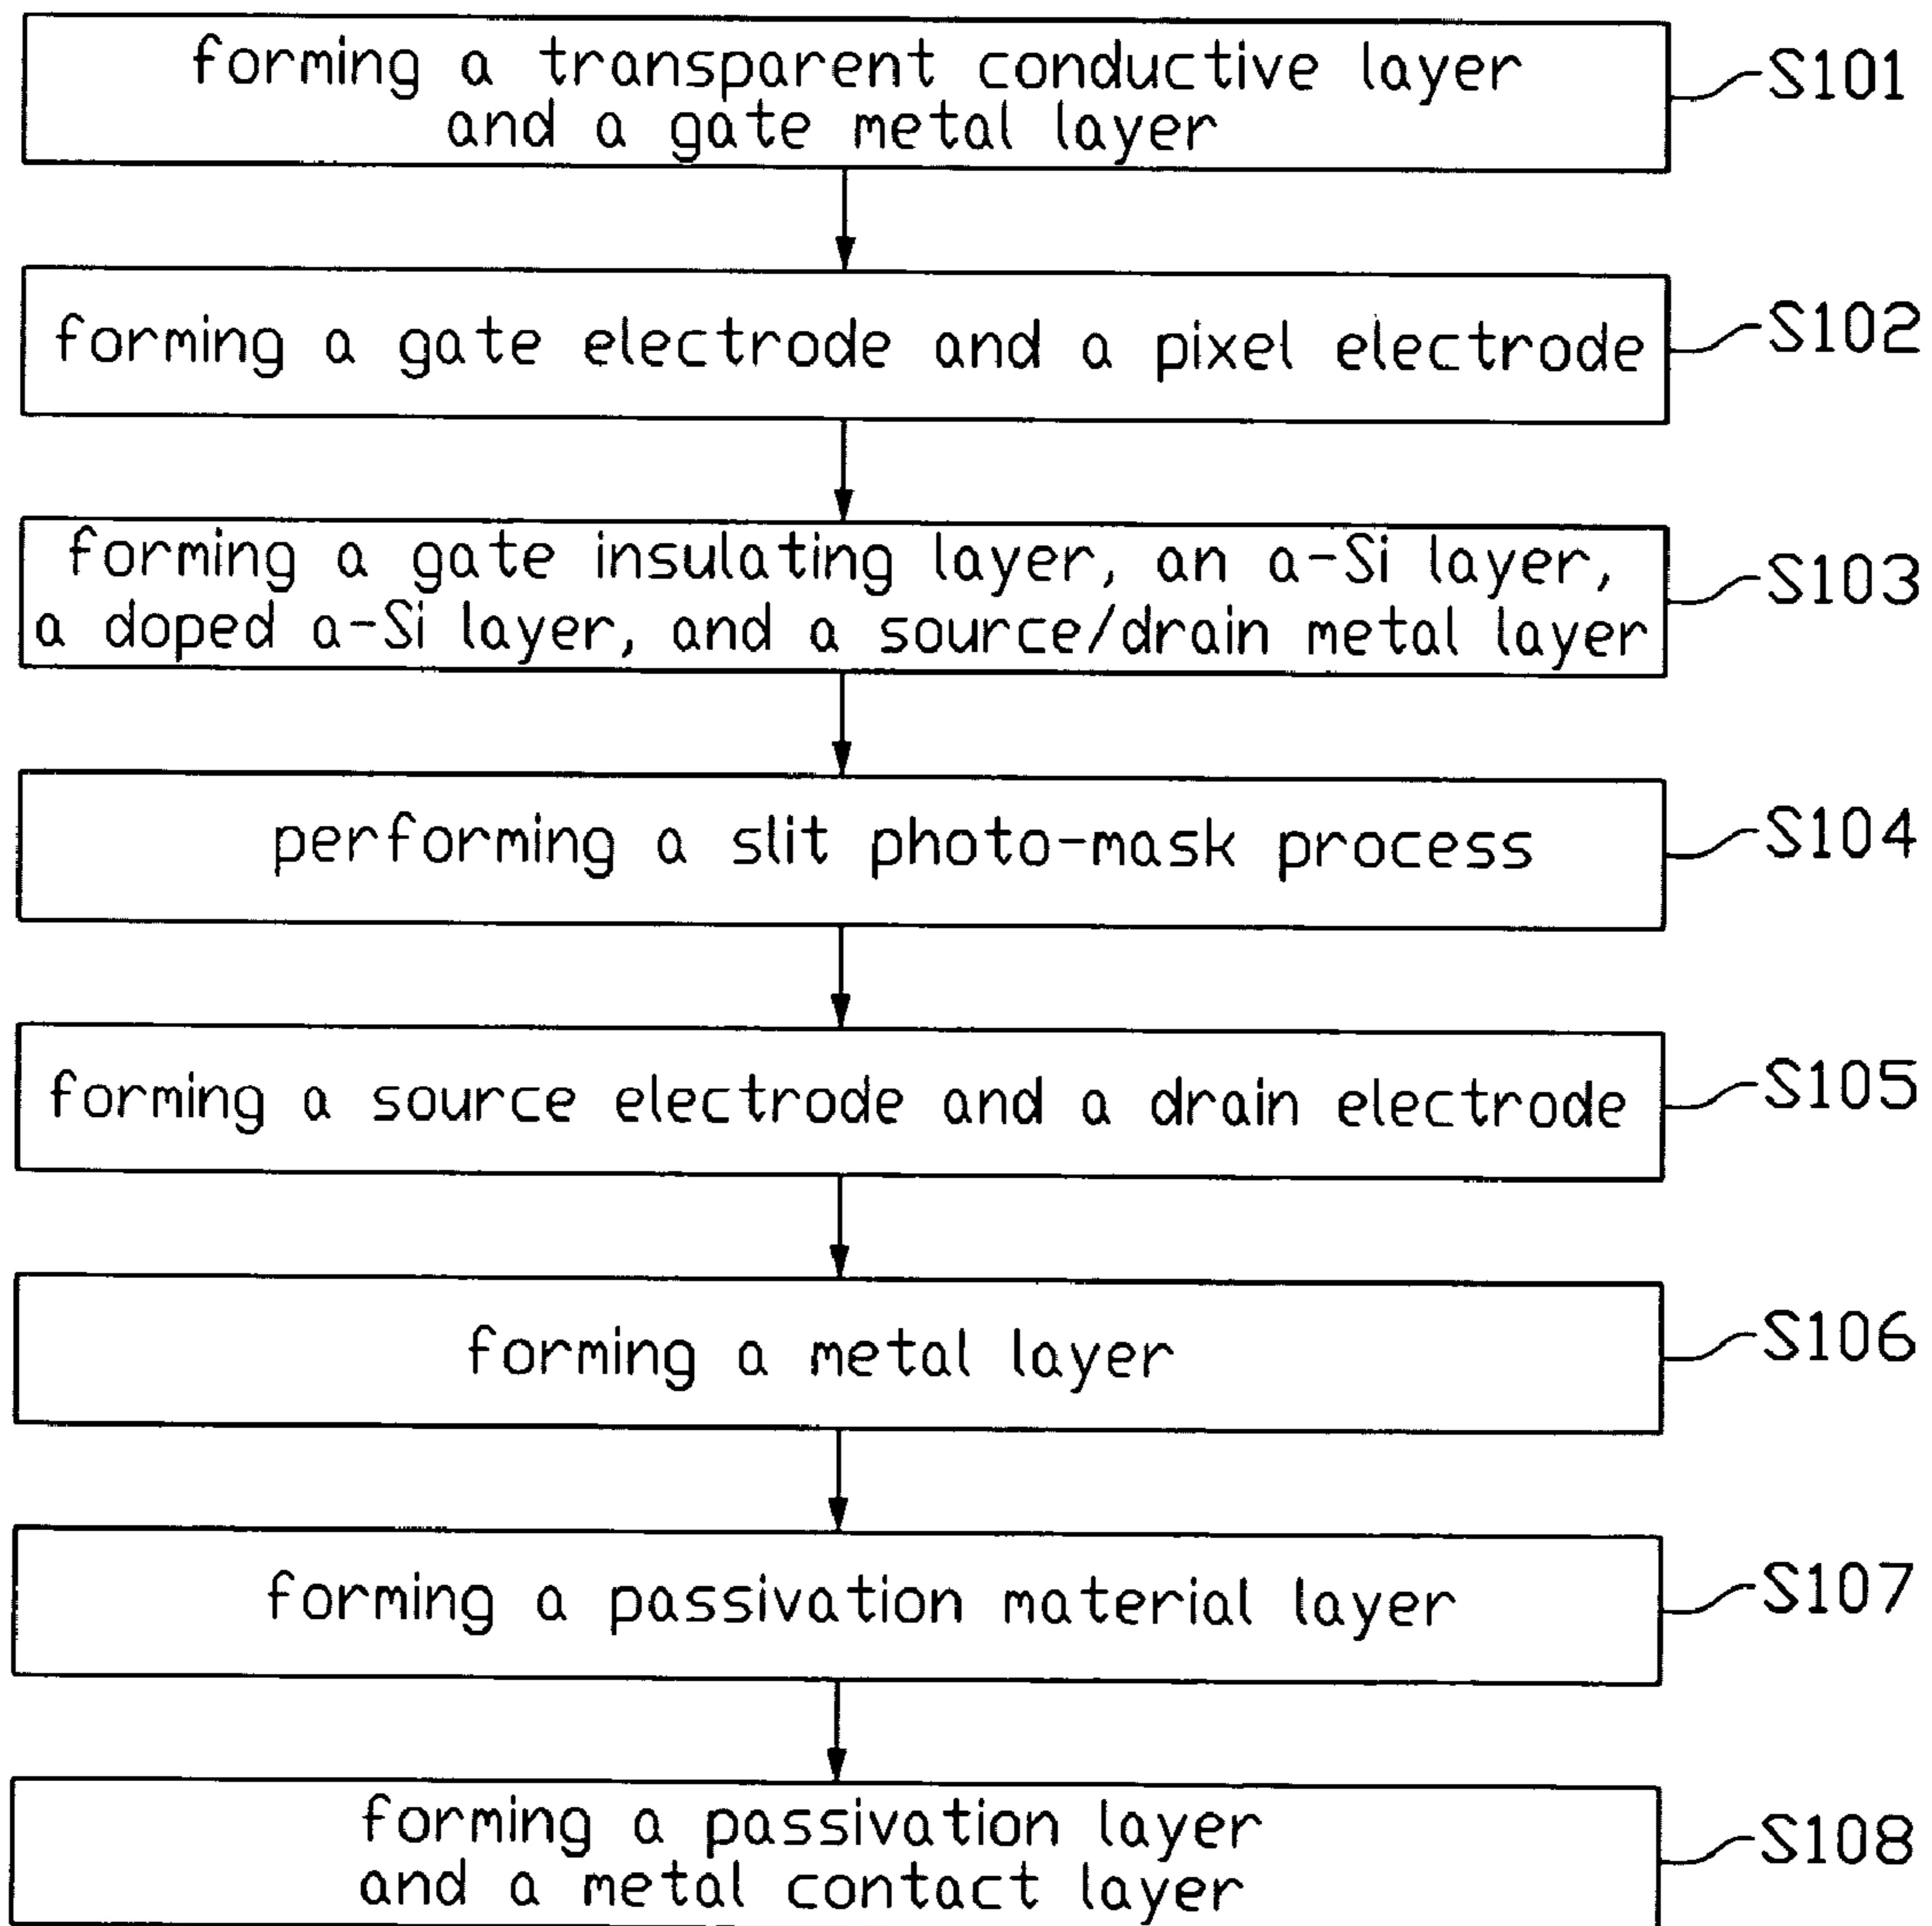 forming a transparent conductive layer
and a gate metal layer
S101
forming a gate electrode and a pixel electrode
S102
forming a gate insulating layer, an a-Si layer,
a doped a-Si layer, and a source/drain metal layer
S103
performing a slit photo-mask process
S104
forming a source electrode and a drain electrode
S105
forming a metal layer
S106
forming a passivation material layer
S107
forming a passivation layer
and a metal contact layer
S108